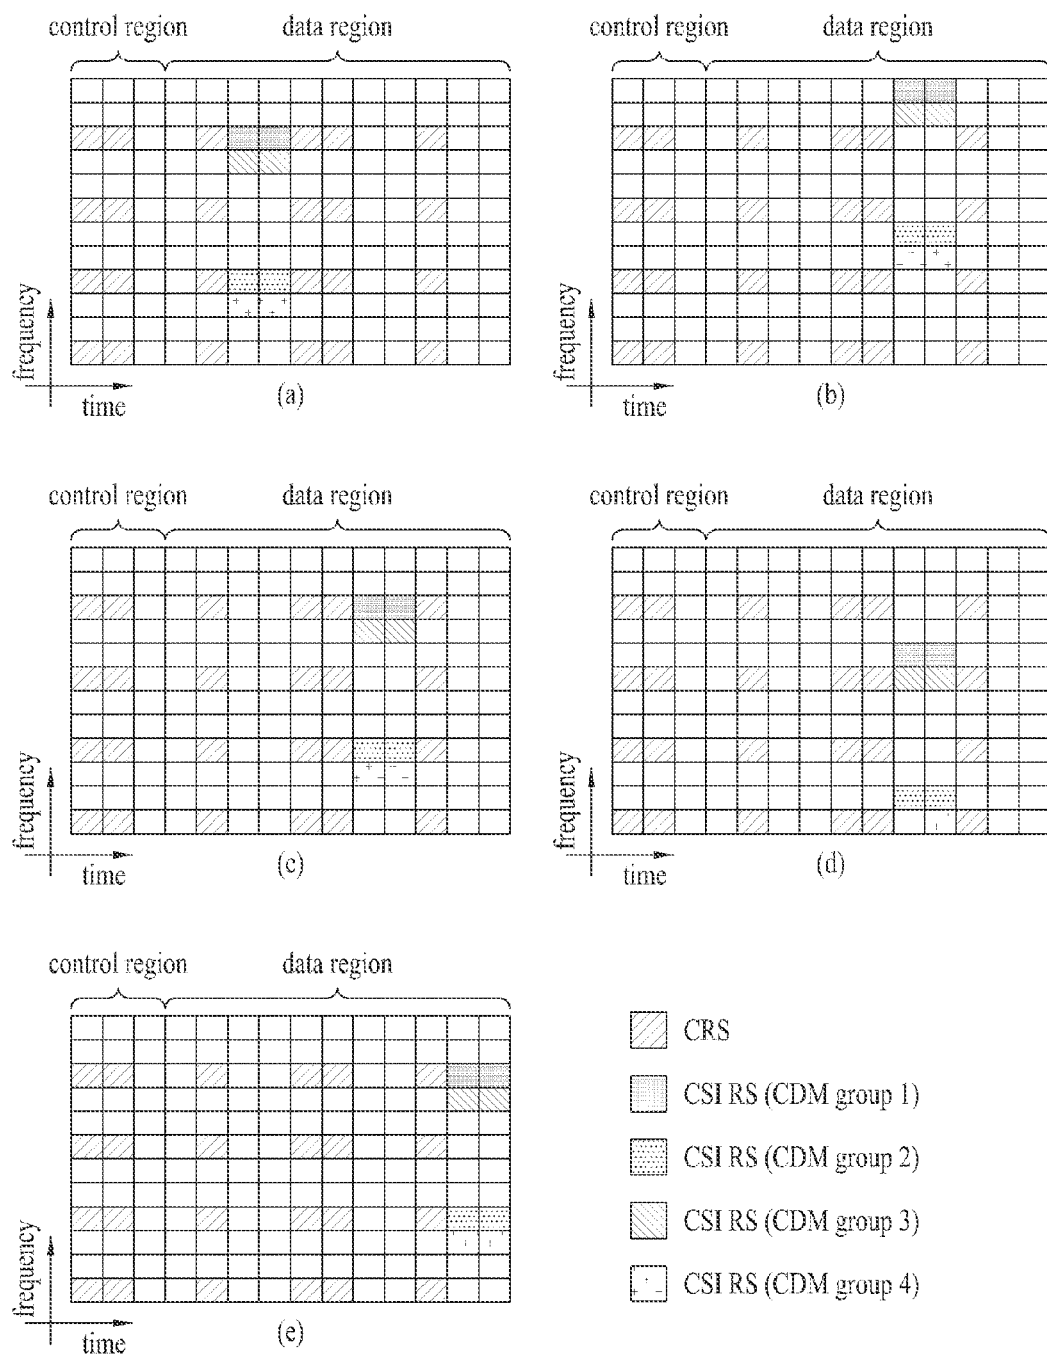 control region data region
control region data region
frequency
time
(a)
frequency
time
(b)
control region data region
control region data region
frequency
time
(c)
frequency
time
(d)
control region data region
frequency
time
(e)
CRS
CSI RS (CDM group 1)
CSI RS (CDM group 2)
CSI RS (CDM group 3)
CSI RS (CDM group 4)